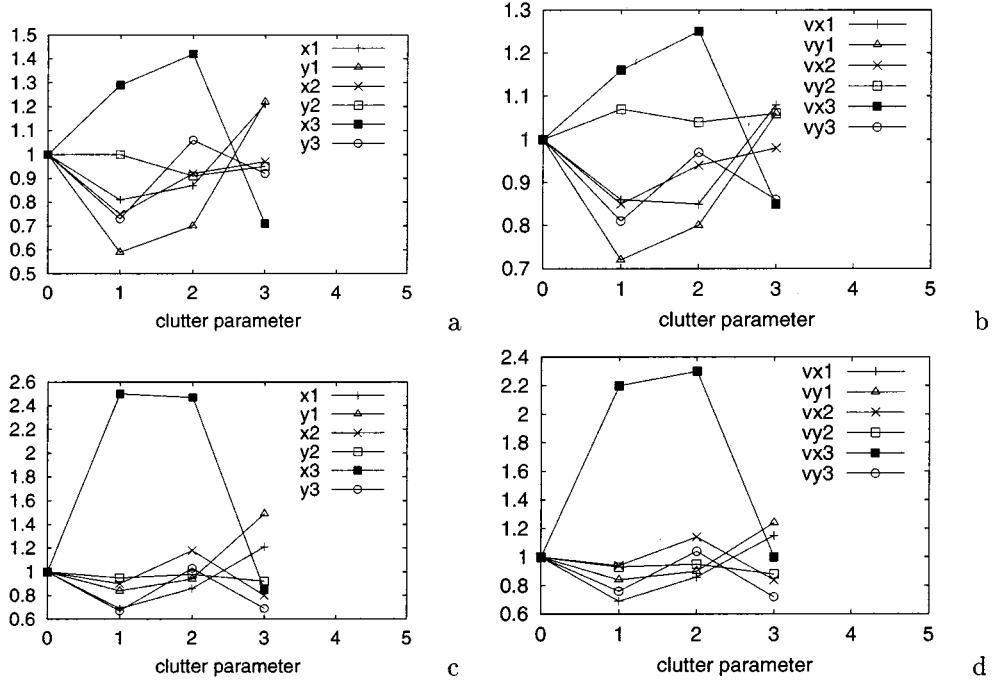 1.5
1.4
1.3
1.2
1.1
1
0.9
0.8
0.7
0.6
0.5
0 1 2 3 4 5
x1
y1
x2
y2
x3
y3
clutter parameter
a
1.3
1.2
1.1
1
0.9
0.8
0.7
0 1 2 3 4 5
vx1
vy1
vx2
vy2
vx3
vy3
clutter parameter
b
2.6
2.4
2.2
2
1.8
1.6
1.4
1.2
1
0.8
0.6
0 1 2 3 4 5
x1
y1
x2
y2
x3
y3
clutter parameter
c
2.4
2.2
2
1.8
1.6
1.4
1.2
1
0.8
0.6
0 1 2 3 4 5
vx1
vy1
vx2
vy2
vx3
vy3
clutter parameter
d